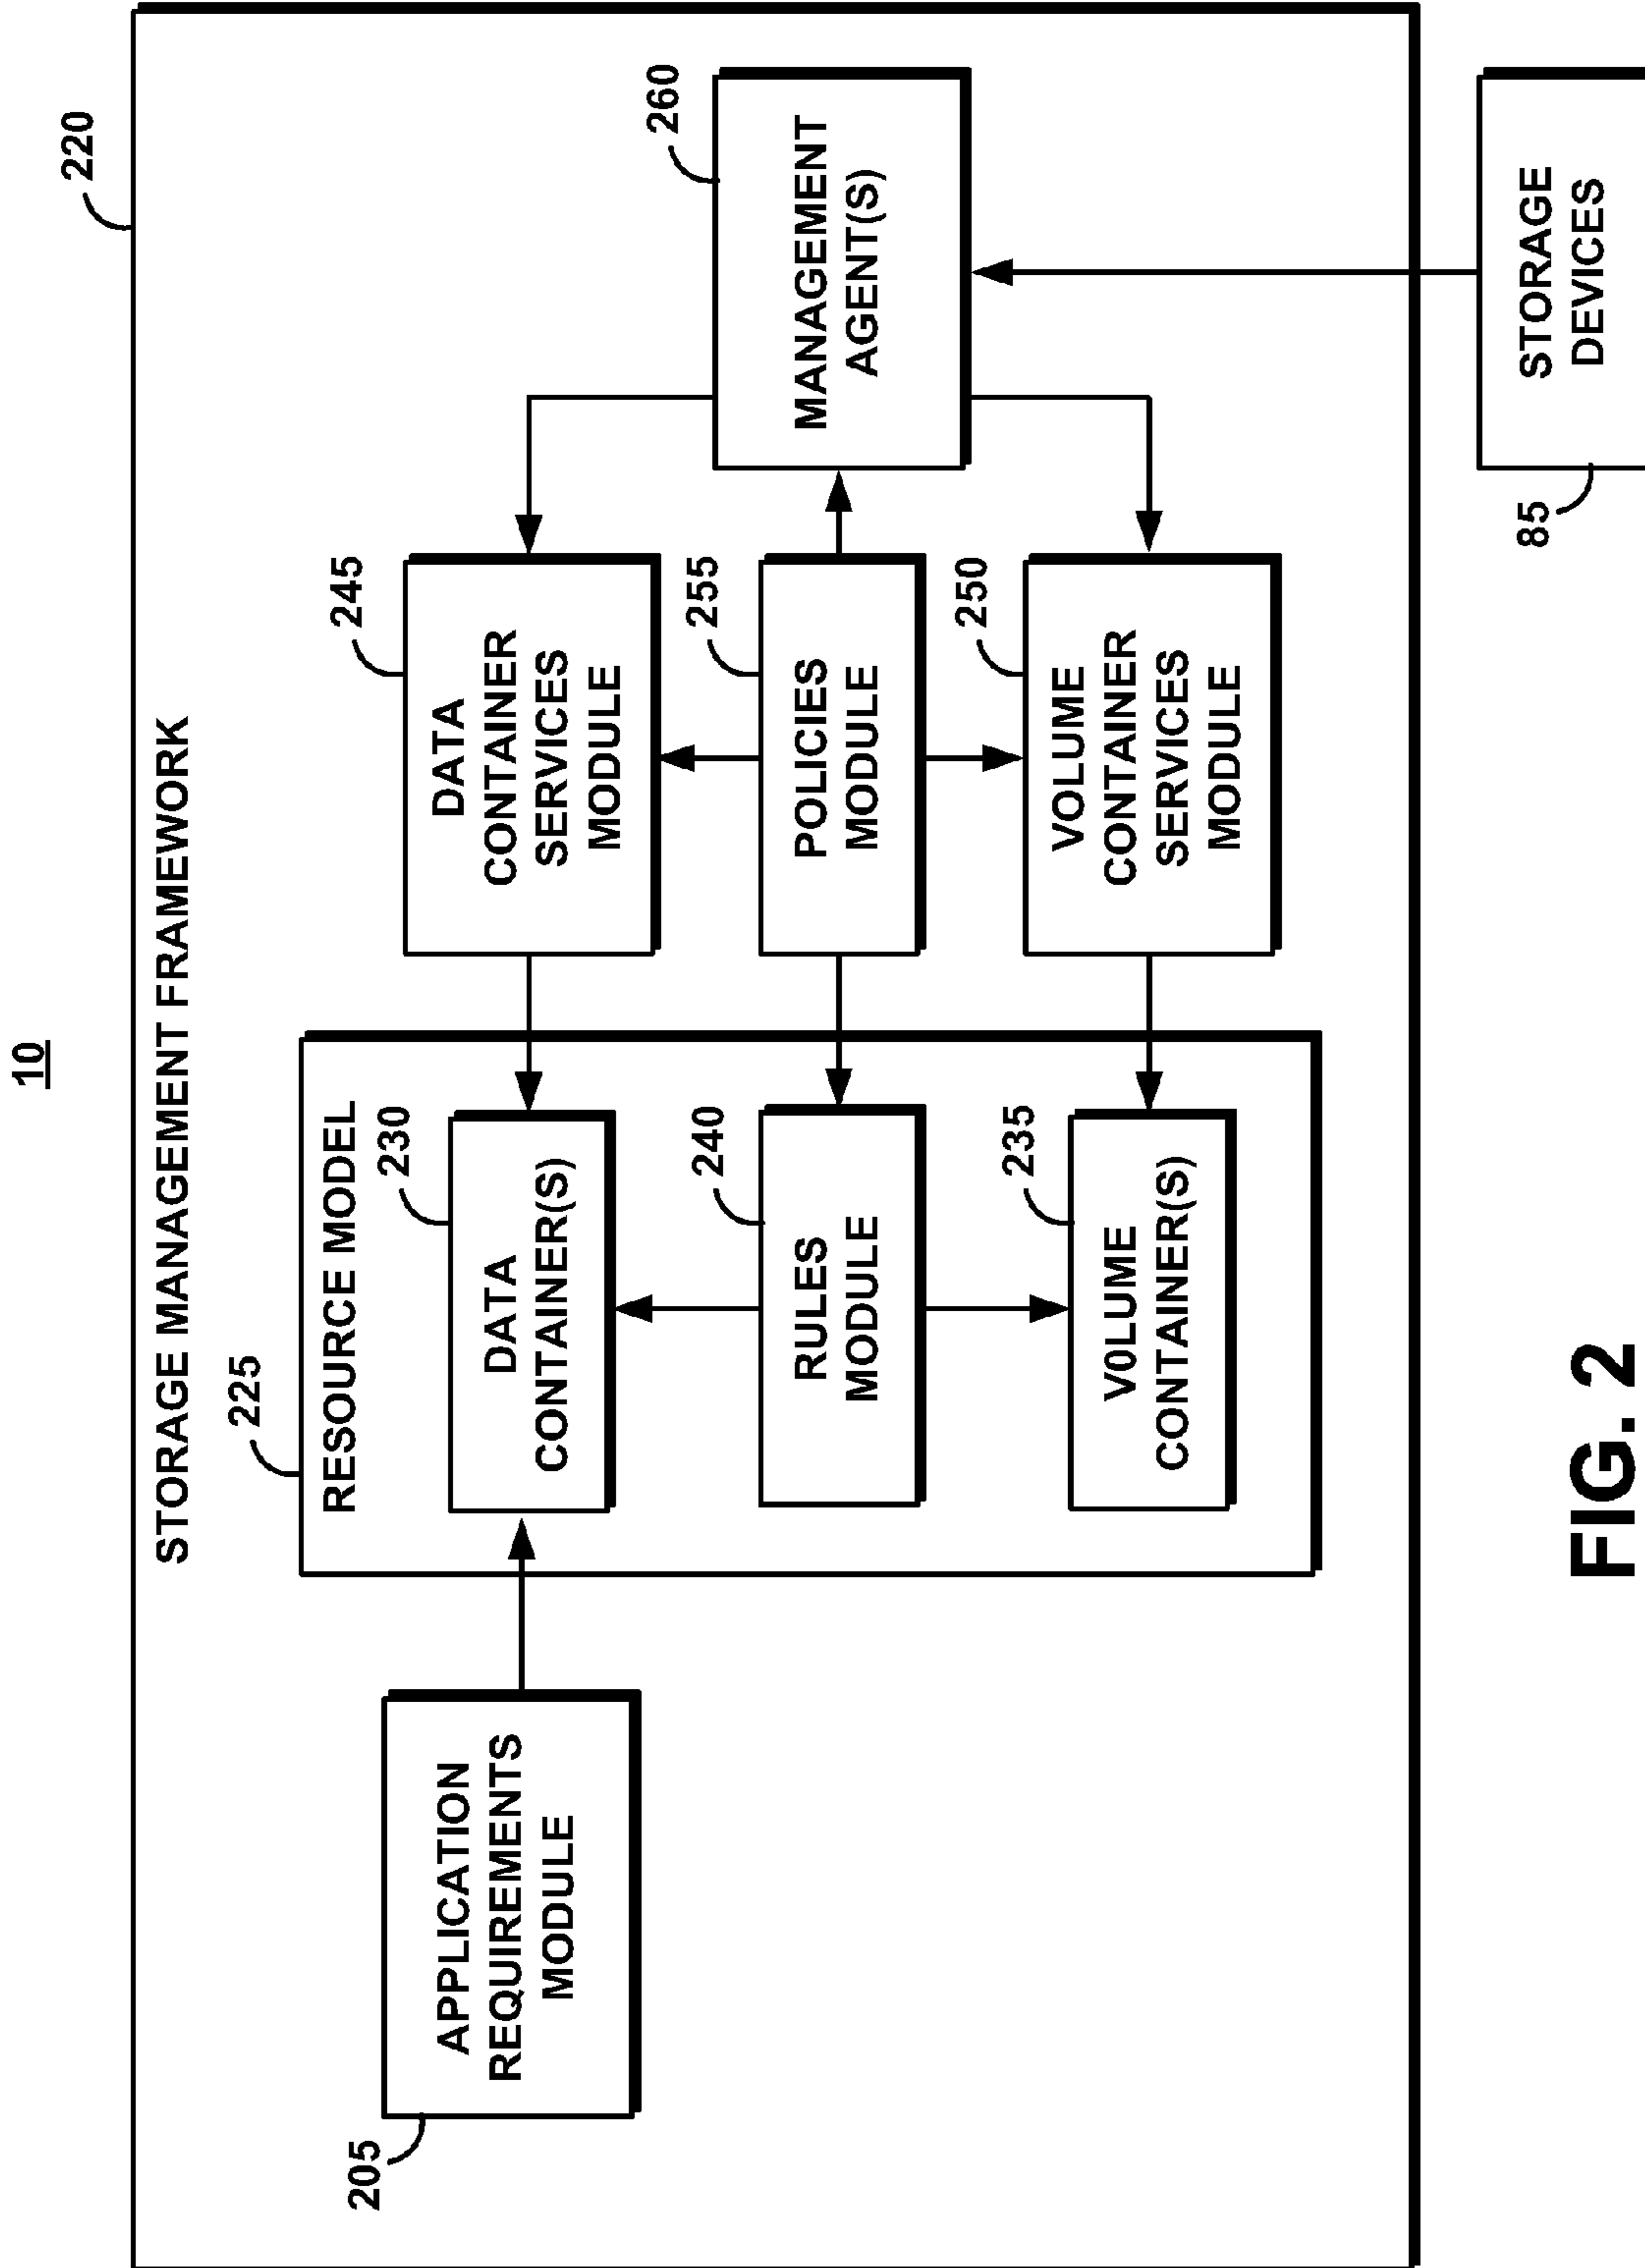 10
220
STORAGE MANAGEMENT FRAMEWORK
225
RESOURCE MODEL
205
APPLICATION
REQUIREMENTS
MODULE
230
DATA
CONTAINER(S)
240
RULES
MODULE
235
V0LUME
CONTAINER(S)
245
DATA
CONTAINER
SERVICES
MODULE
255
POLICIES
MODULE
250
VOLUME
CONTAINER
SERVICES
MODULE
260
MANAGEMENT
AGENT(S)
85
STORAGE
DEVICES
FIG. 2